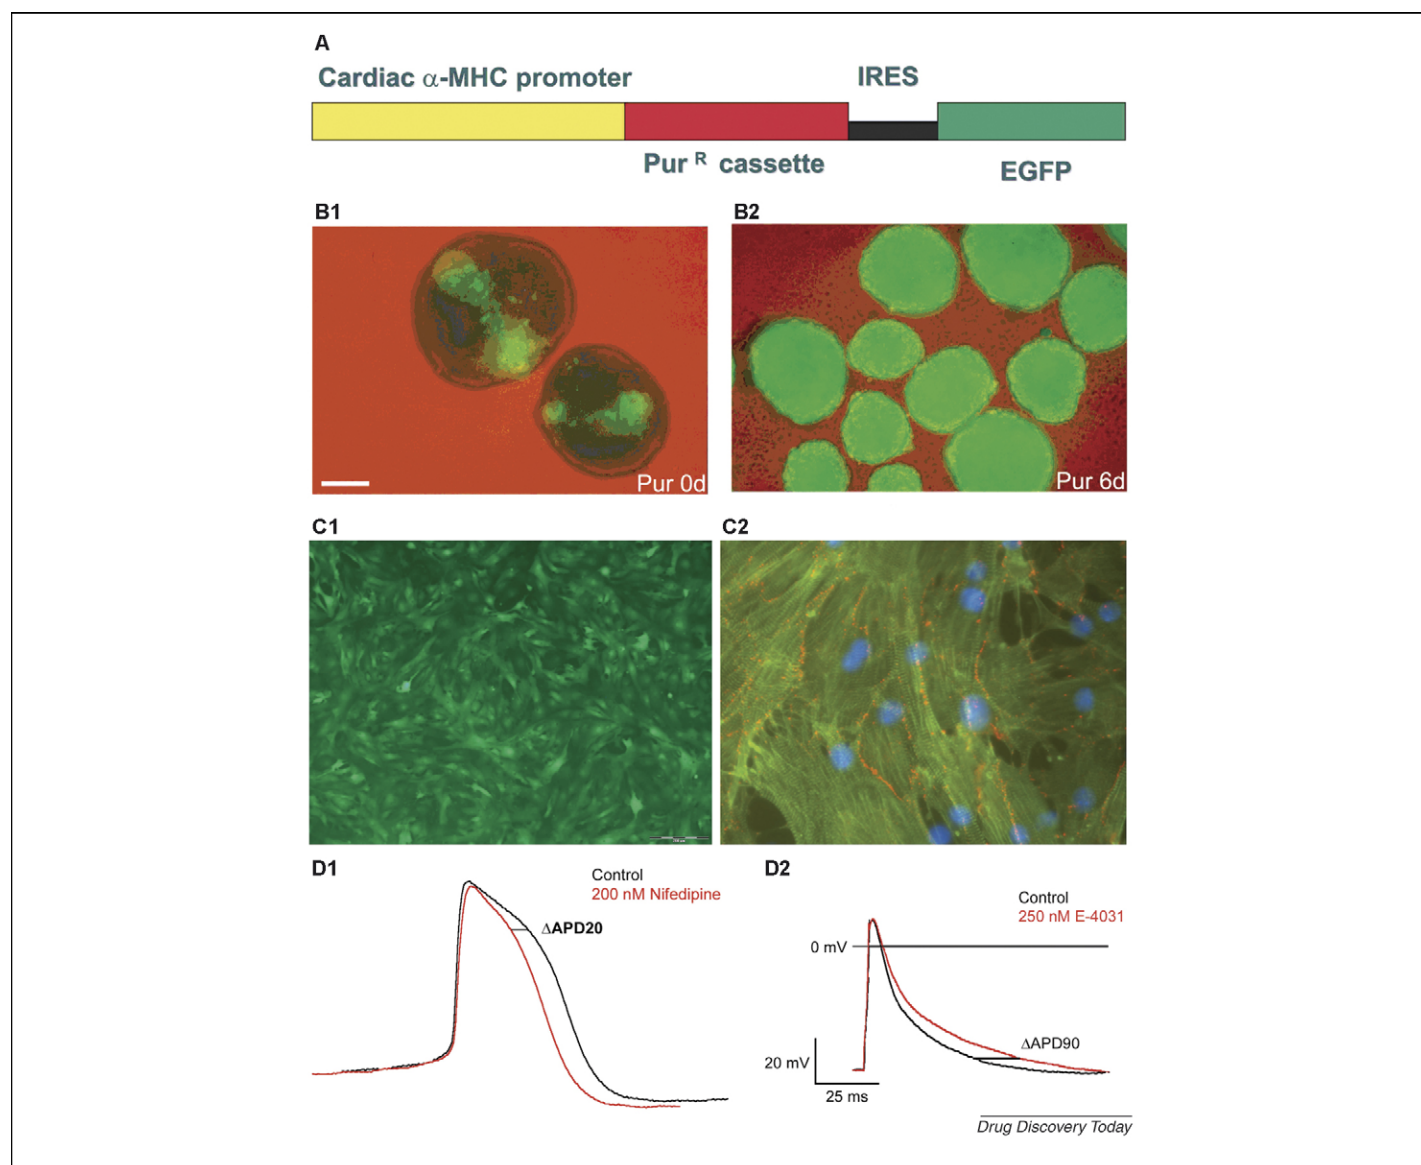 A
Cardiac α-MHC promoter
IRES
Pur R cassette
EGFP
B1
B2
Pur 0d
Pur 6d
C1
C2
D1
Control
200 nM Nifedipine
ΔAPD20
D2
Control
250 nM E-4031
0 mV
ΔAPD90
20 mV
25 ms
Drug Discovery Today